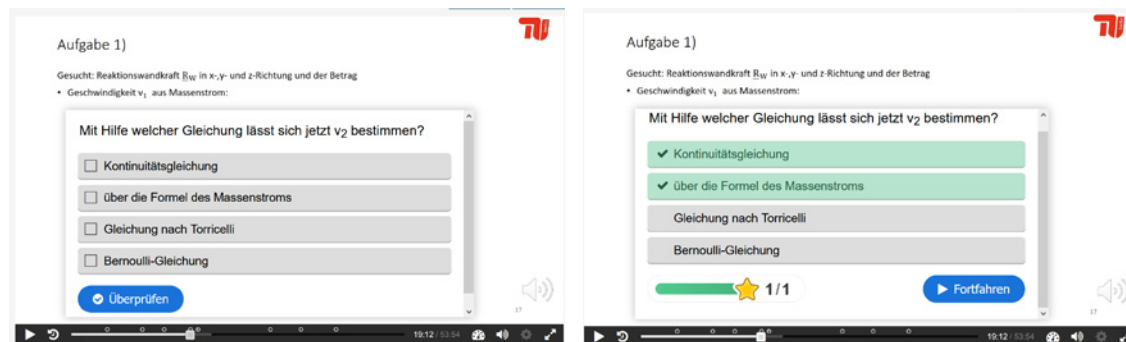 TU
Aufgabe 1)
Gesucht: Reaktionswandkraft R_W in x-,y- und z-Richtung und der Betrag
• Geschwindigkeit v₁ aus Massenstrom:
Mit Hilfe welcher Gleichung lässt sich jetzt v₂ bestimmen?
Kontinuitätsgleichung
über die Formel des Massenstroms
Gleichung nach Torricelli
Bernoulli-Gleichung
Überprüfen
17
19:12 / 53:54
TU
Aufgabe 1)
Gesucht: Reaktionswandkraft R_W in x-,y- und z-Richtung und der Betrag
• Geschwindigkeit v₁ aus Massenstrom:
Mit Hilfe welcher Gleichung lässt sich jetzt v₂ bestimmen?
Kontinuitätsgleichung
über die Formel des Massenstroms
Gleichung nach Torricelli
Bernoulli-Gleichung
1/1
Fortfahren
17
19:12 / 53:54